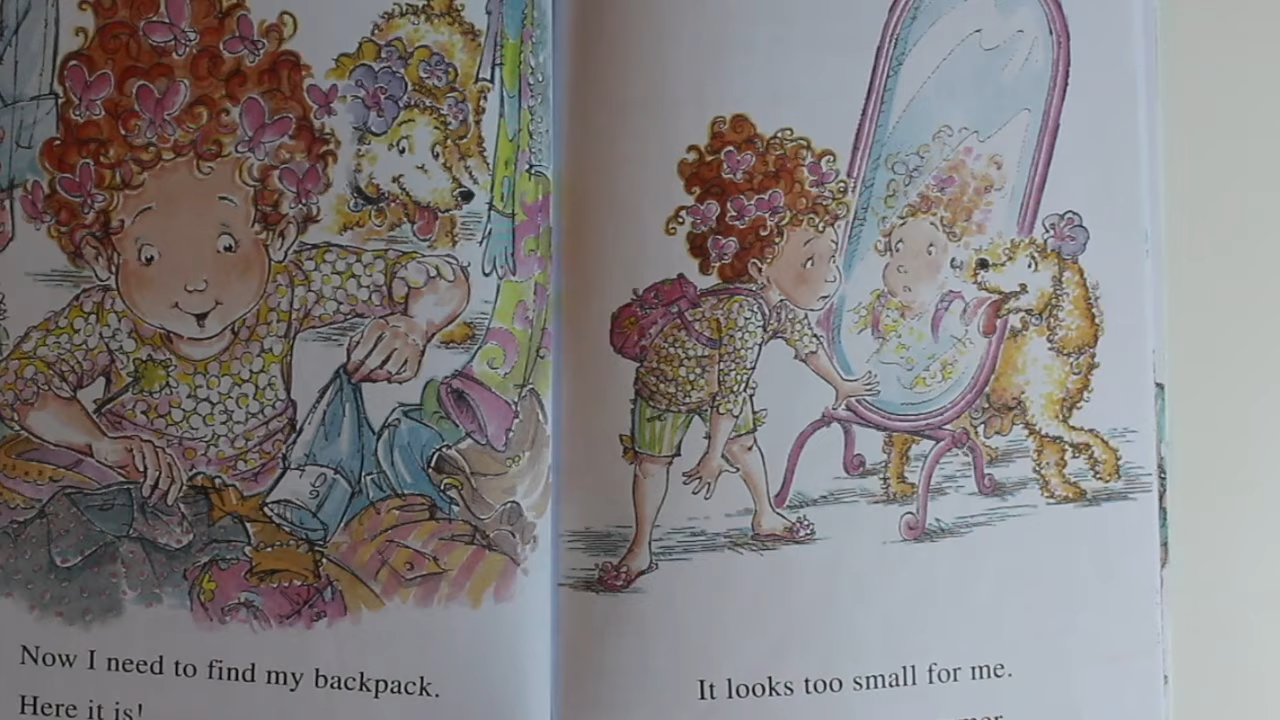 Now I need to find my backpack.
Here it is!
It looks too small for me.